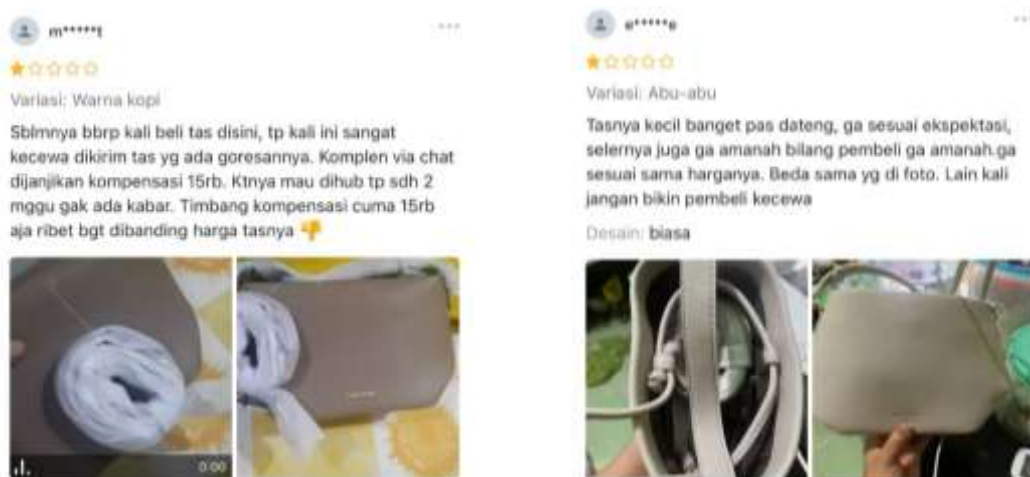 m*****t
Variasi: Warna kopi
Sblmnya bbrp kali beli tas disini, tp kali ini sangat
kecewa dikirim tas yg ada goresannya. Komplen via chat
dijanjikan kompensasi 15rb. Ktnya mau dihub tp sdh 2
mggu gak ada kabar. Timbang kompensasi cuma 15rb
aja ribet bgt dibanding harga tasnya 👎
0:00
e*****e
Variasi: Abu-abu
Tasnya kecil banget pas dateng, ga sesuai ekspektasi,
selernya juga ga amanah bilang pembeli ga amanah.ga
sesuai sama harganya. Beda sama yg di foto. Lain kali
jangan bikin pembeli kecewa
Desain: biasa